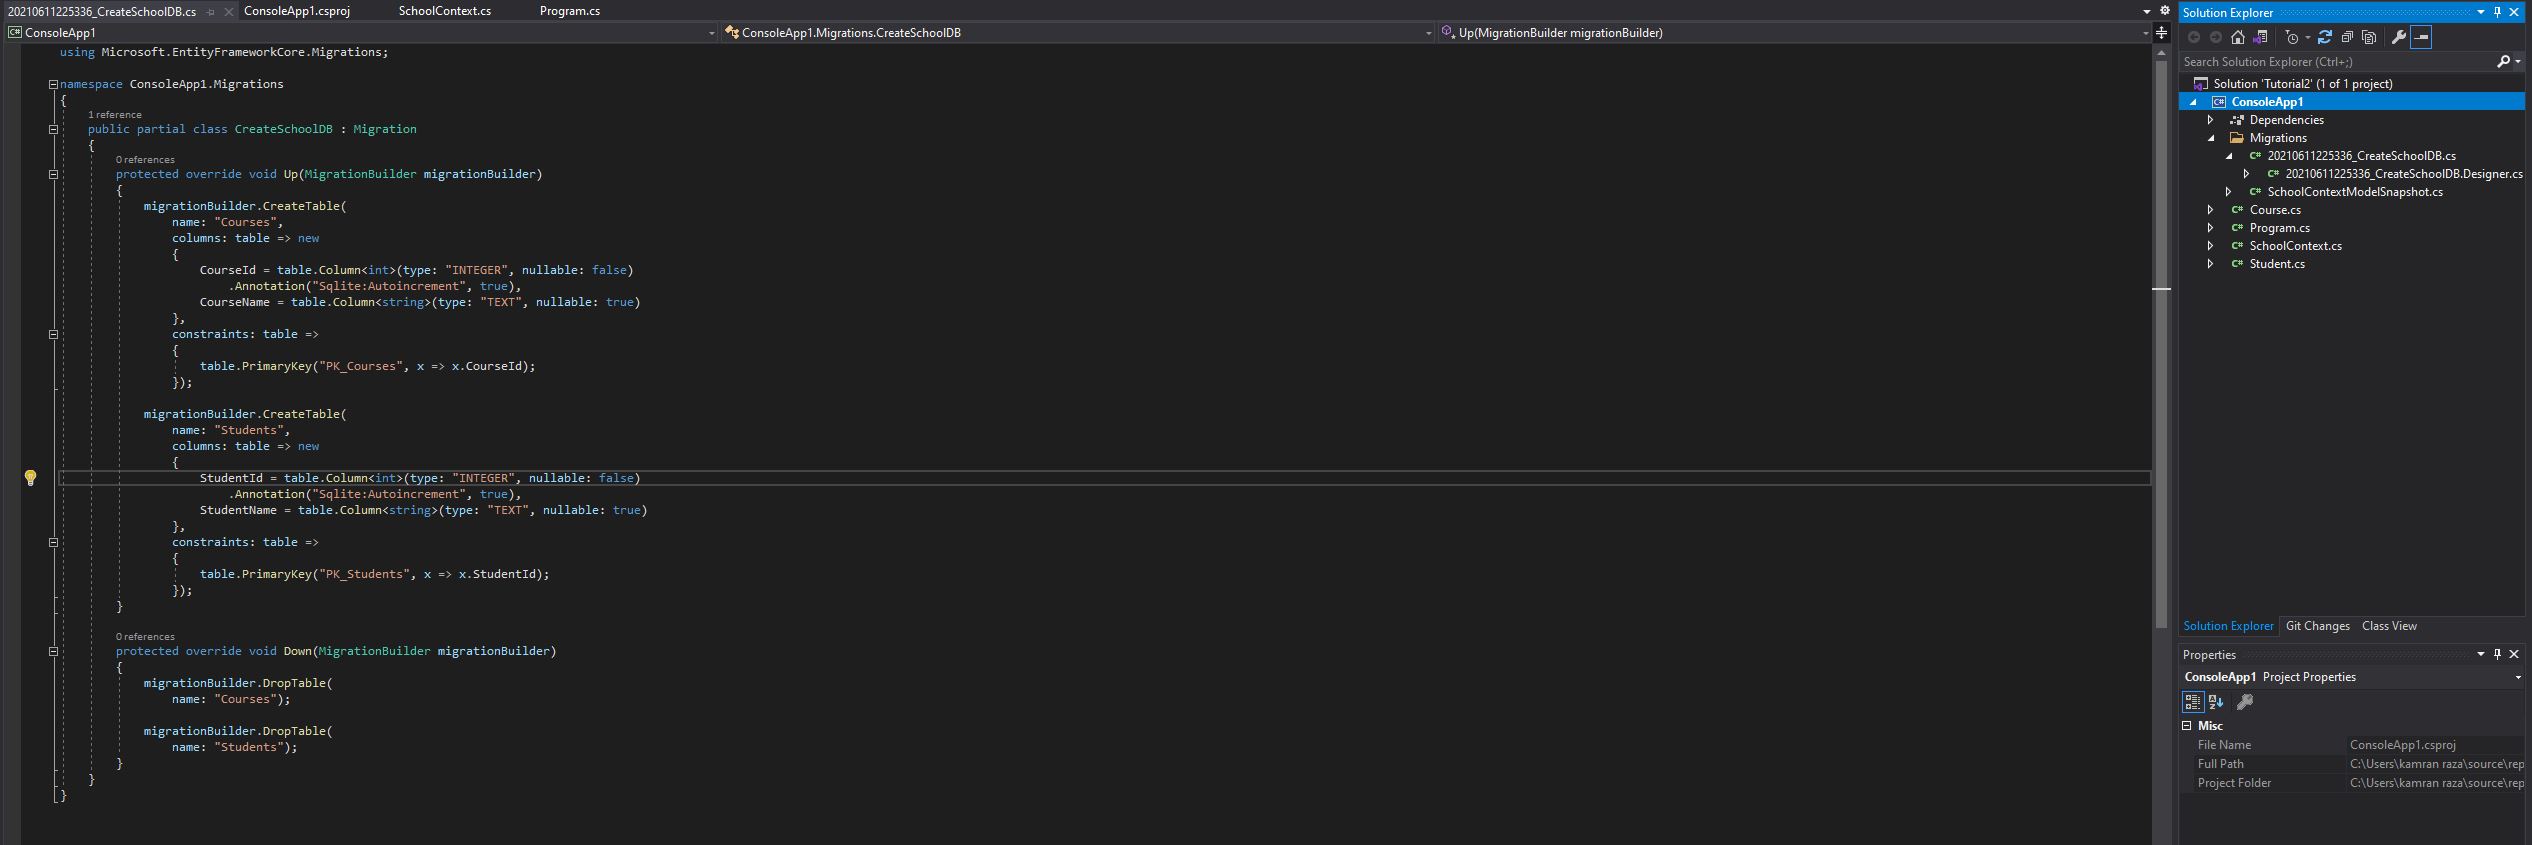 20210611225336_CreateSchoolDB.cs
ConsoleApp1.csproj
SchoolContext.cs
Program.cs
ConsoleApp1
ConsoleApp1.Migrations.CreateSchoolDB
Up(MigrationBuilder migrationBuilder)
using Microsoft.EntityFrameworkCore.Migrations;
namespace ConsoleApp1.Migrations
{
1 reference
public partial class CreateSchoolDB : Migration
{
0 references
protected override void Up(MigrationBuilder migrationBuilder)
{
migrationBuilder.CreateTable(
name: "Courses",
columns: table => new
{
CourseId = table.Column<int>(type: "INTEGER", nullable: false)
.Annotation("Sqlite:Autoincrement", true),
CourseName = table.Column<string>(type: "TEXT", nullable: true)
},
constraints: table =>
{
table.PrimaryKey("PK_Courses", x => x.CourseId);
});
migrationBuilder.CreateTable(
name: "Students",
columns: table => new
{
StudentId = table.Column<int>(type: "INTEGER", nullable: false)
.Annotation("Sqlite:Autoincrement", true),
StudentName = table.Column<string>(type: "TEXT", nullable: true)
},
constraints: table =>
{
table.PrimaryKey("PK_Students", x => x.StudentId);
});
}
0 references
protected override void Down(MigrationBuilder migrationBuilder)
{
migrationBuilder.DropTable(
name: "Courses");
migrationBuilder.DropTable(
name: "Students");
}
}
}
Solution Explorer
Search Solution Explorer (Ctrl+;)
Solution 'Tutorial2' (1 of 1 project)
C# ConsoleApp1
Dependencies
Migrations
C# 20210611225336_CreateSchoolDB.cs
C# 20210611225336_CreateSchoolDB.Designer.cs
C# SchoolContextModelSnapshot.cs
C# Course.cs
C# Program.cs
C# SchoolContext.cs
C# Student.cs
Solution Explorer
Git Changes
Class View
Properties
ConsoleApp1 Project Properties
Misc
File Name ConsoleApp1.csproj
Full Path C:\Users\kamran raza\source\rep
Project Folder C:\Users\kamran raza\source\rep